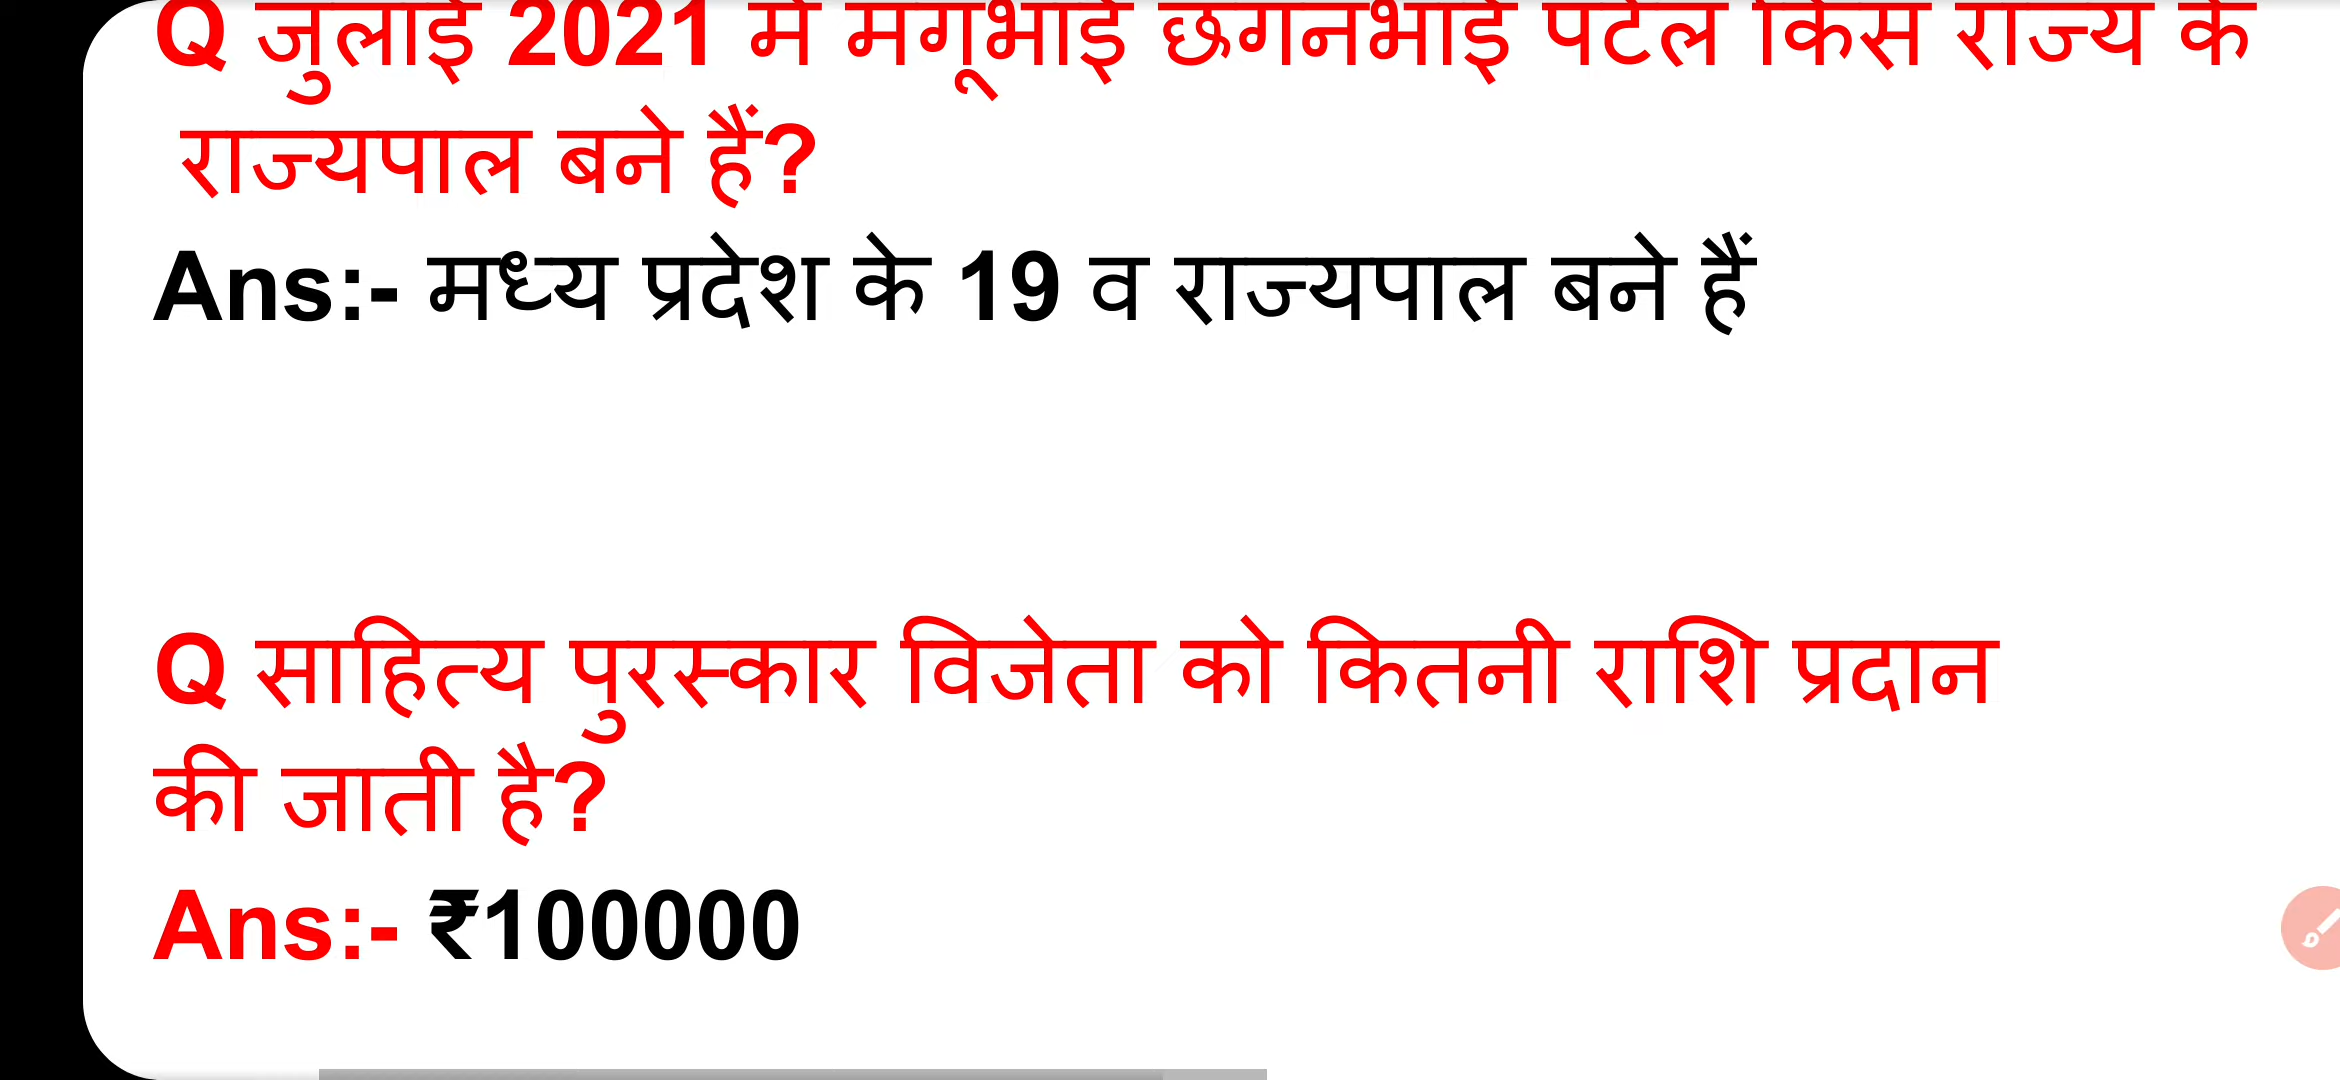 Q जुलाई 2021 में मंगूभाई छगनभाई पटेल किस राज्य के
राज्यपाल बने हैं?
Ans:- मध्य प्रदेश के 19 व राज्यपाल बने हैं
Q साहित्य पुरस्कार विजेता को कितनी राशि प्रदान
की जाती है?
Ans:- ₹100000